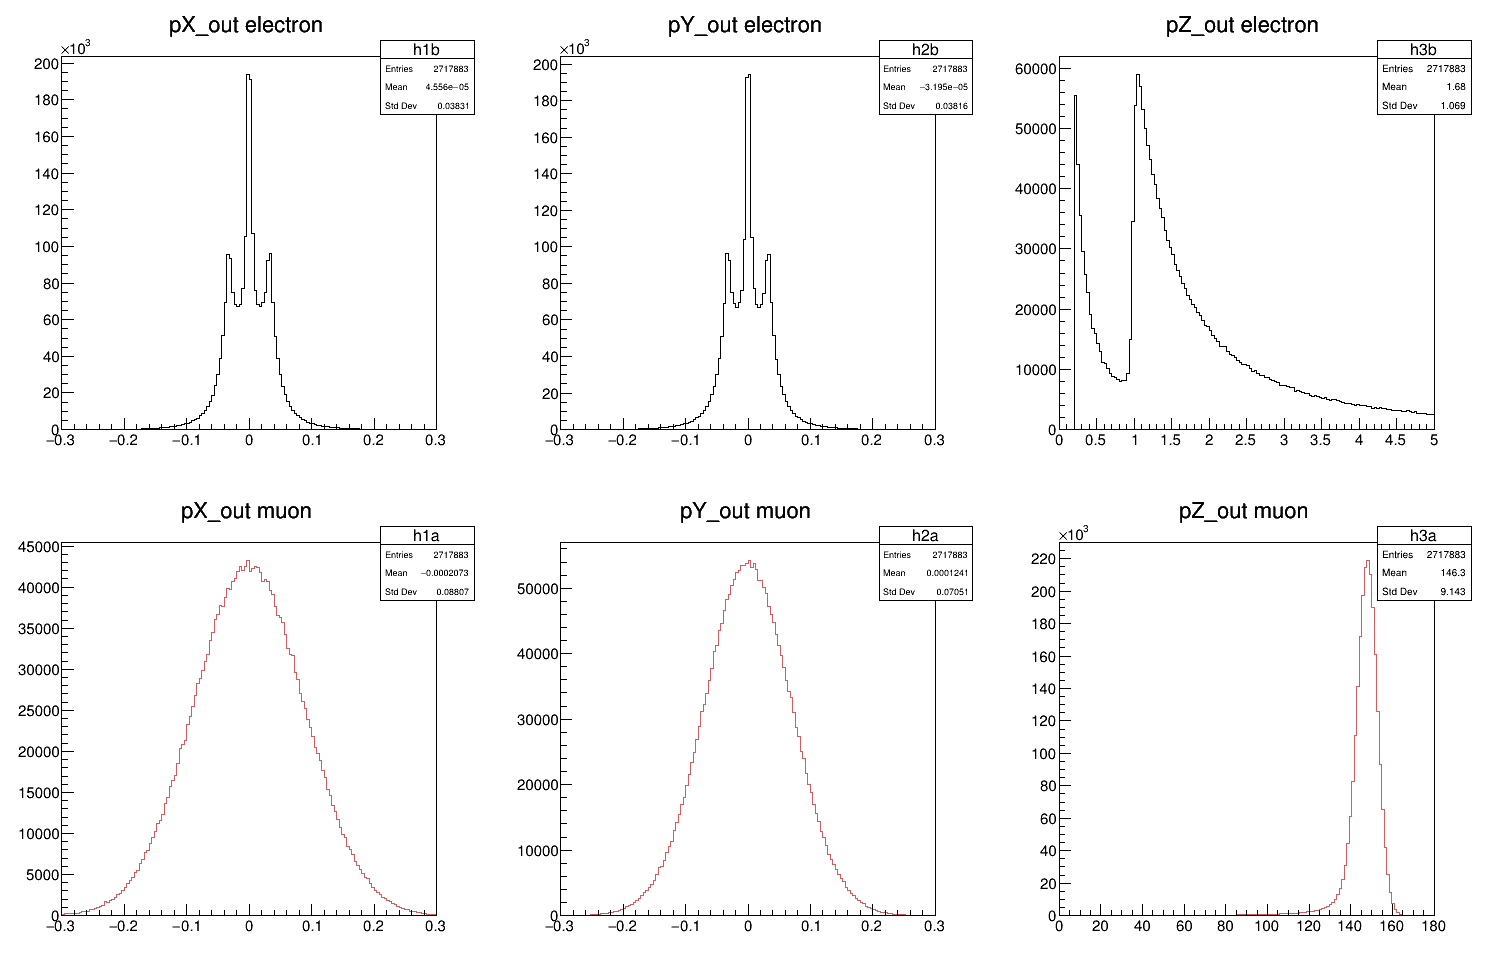 pX_out electron
×10³
h1b
Entries 2717883
Mean 4.556e−05
Std Dev 0.03831
200
180
160
140
120
100
80
60
40
20
0
−0.3 −0.2 −0.1 0 0.1 0.2 0.3
pY_out electron
×10³
h2b
Entries 2717883
Mean −3.195e−05
Std Dev 0.03816
200
180
160
140
120
100
80
60
40
20
0
−0.3 −0.2 −0.1 0 0.1 0.2 0.3
pZ_out electron
h3b
Entries 2717883
Mean 1.68
Std Dev 1.069
60000
50000
40000
30000
20000
10000
0
0 0.5 1 1.5 2 2.5 3 3.5 4 4.5 5
pX_out muon
h1a
Entries 2717883
Mean −0.0002073
Std Dev 0.08807
45000
40000
35000
30000
25000
20000
15000
10000
5000
0
−0.3 −0.2 −0.1 0 0.1 0.2 0.3
pY_out muon
h2a
Entries 2717883
Mean 0.0001241
Std Dev 0.07051
50000
40000
30000
20000
10000
0
−0.3 −0.2 −0.1 0 0.1 0.2 0.3
pZ_out muon
×10³
h3a
Entries 2717883
Mean 146.3
Std Dev 9.143
220
200
180
160
140
120
100
80
60
40
20
0
0 20 40 60 80 100 120 140 160 180